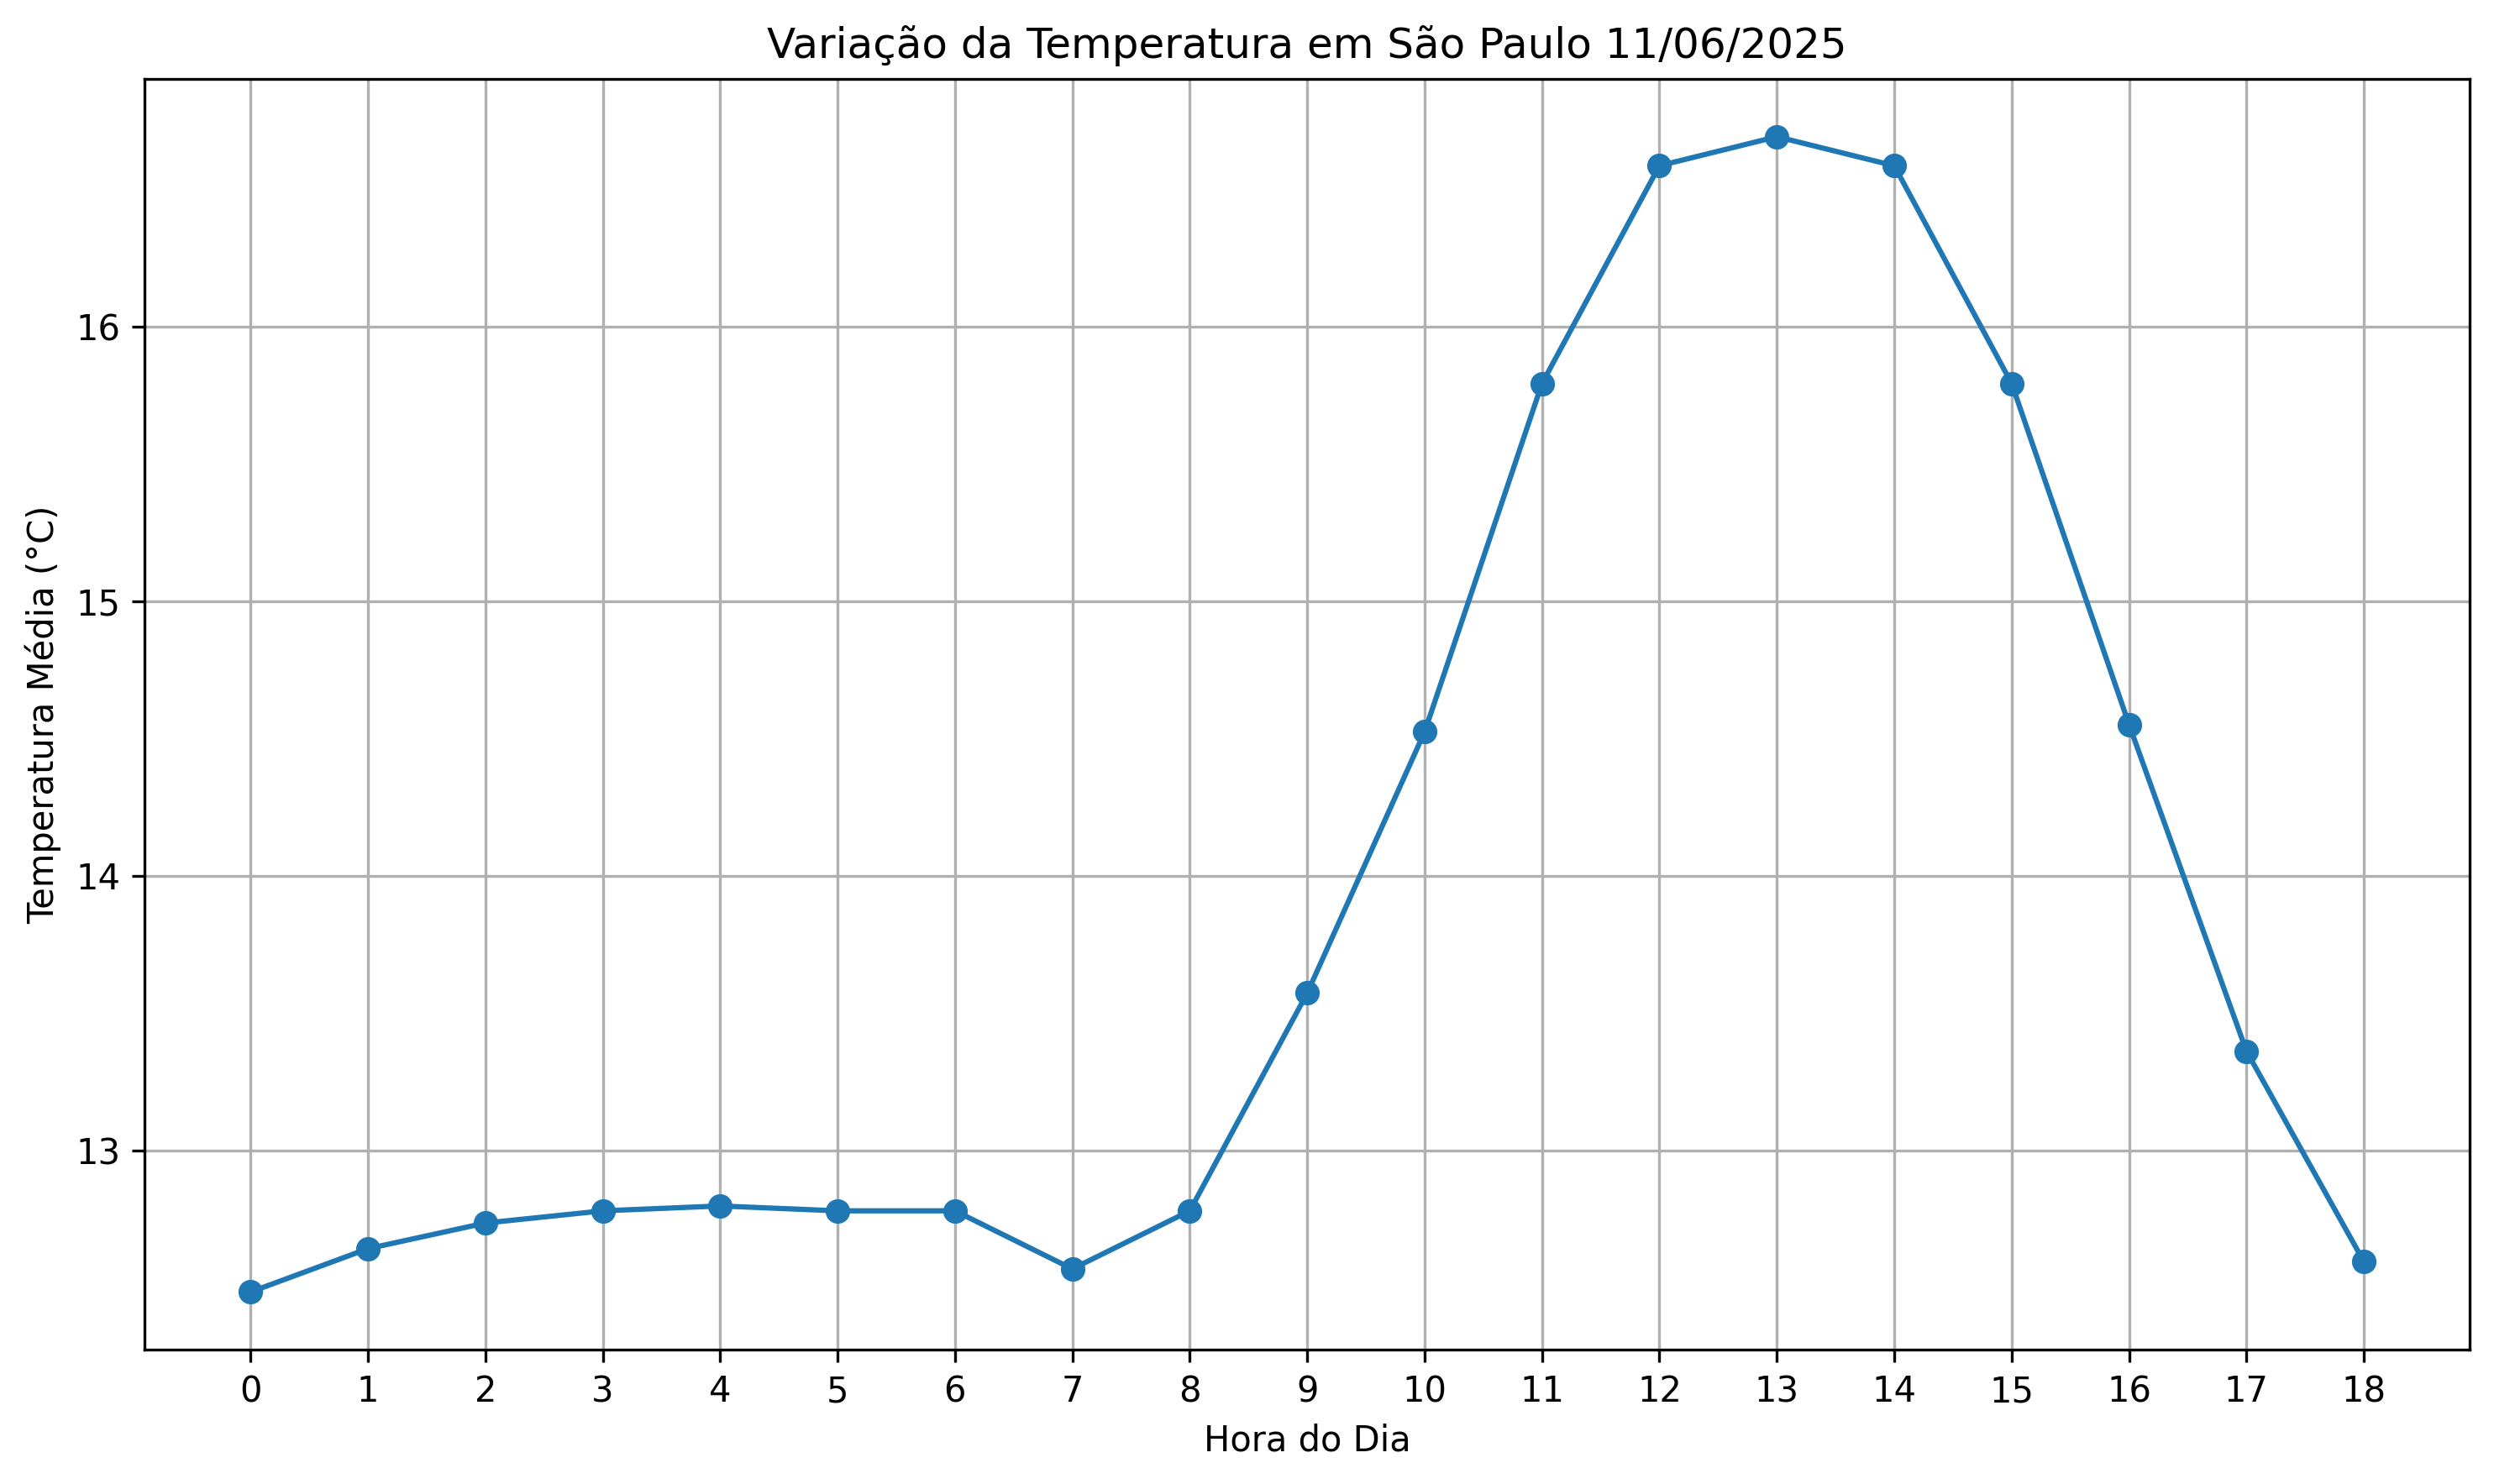 Variação da Temperatura em São Paulo 11/06/2025
Temperatura Média (°C)
16
15
14
13
0 1 2 3 4 5 6 7 8 9 10 11 12 13 14 15 16 17 18
Hora do Dia